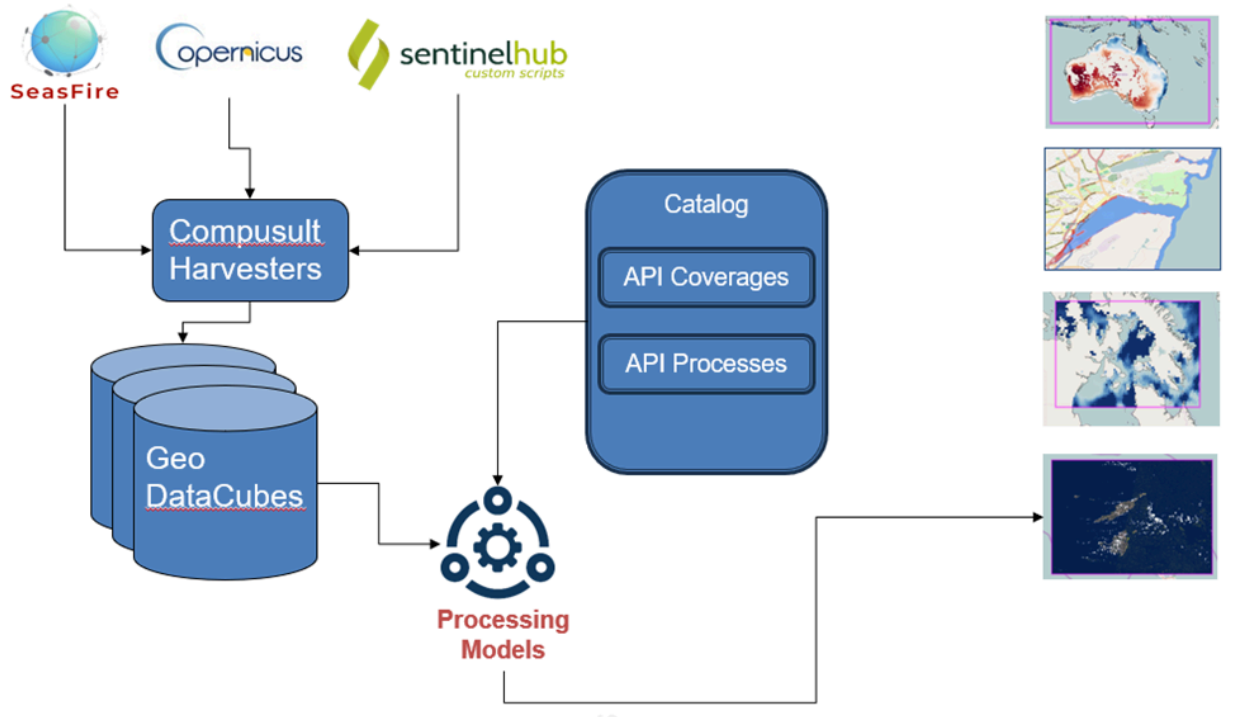 SeasFire
opernicus
sentinelhub
custom scripts
Compusult
Harvesters
Catalog
API Coverages
API Processes
Geo
DataCubes
Processing
Models